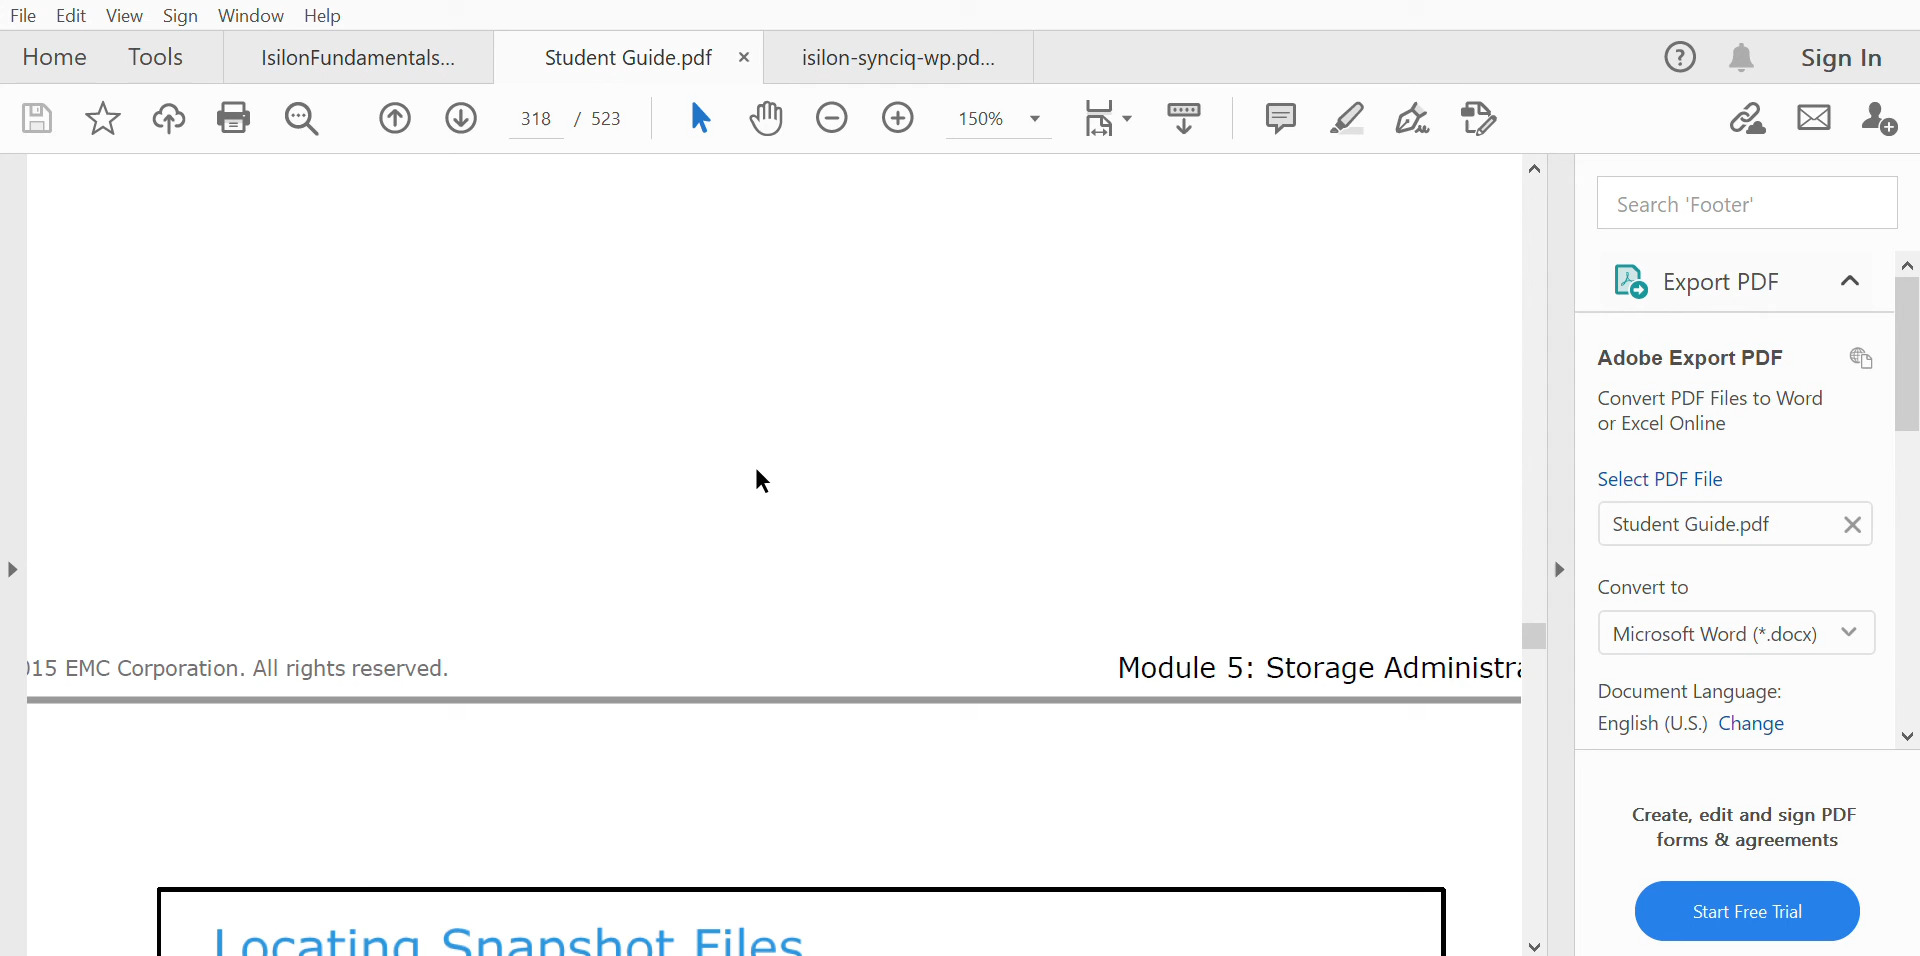 File Edit View Sign Window Help
Home Tools IsilonFundamentals... Student Guide.pdf isilon-synciq-wp.pd... Sign In
318 / 523 150%
Search 'Footer'
Export PDF
Adobe Export PDF
Convert PDF Files to Word
or Excel Online
Select PDF File
Student Guide.pdf
Convert to
Microsoft Word (*.docx)
Document Language:
English (U.S.) Change
Create, edit and sign PDF
forms & agreements
Start Free Trial
15 EMC Corporation. All rights reserved.
Module 5: Storage Administra
Locating Snapshot Files